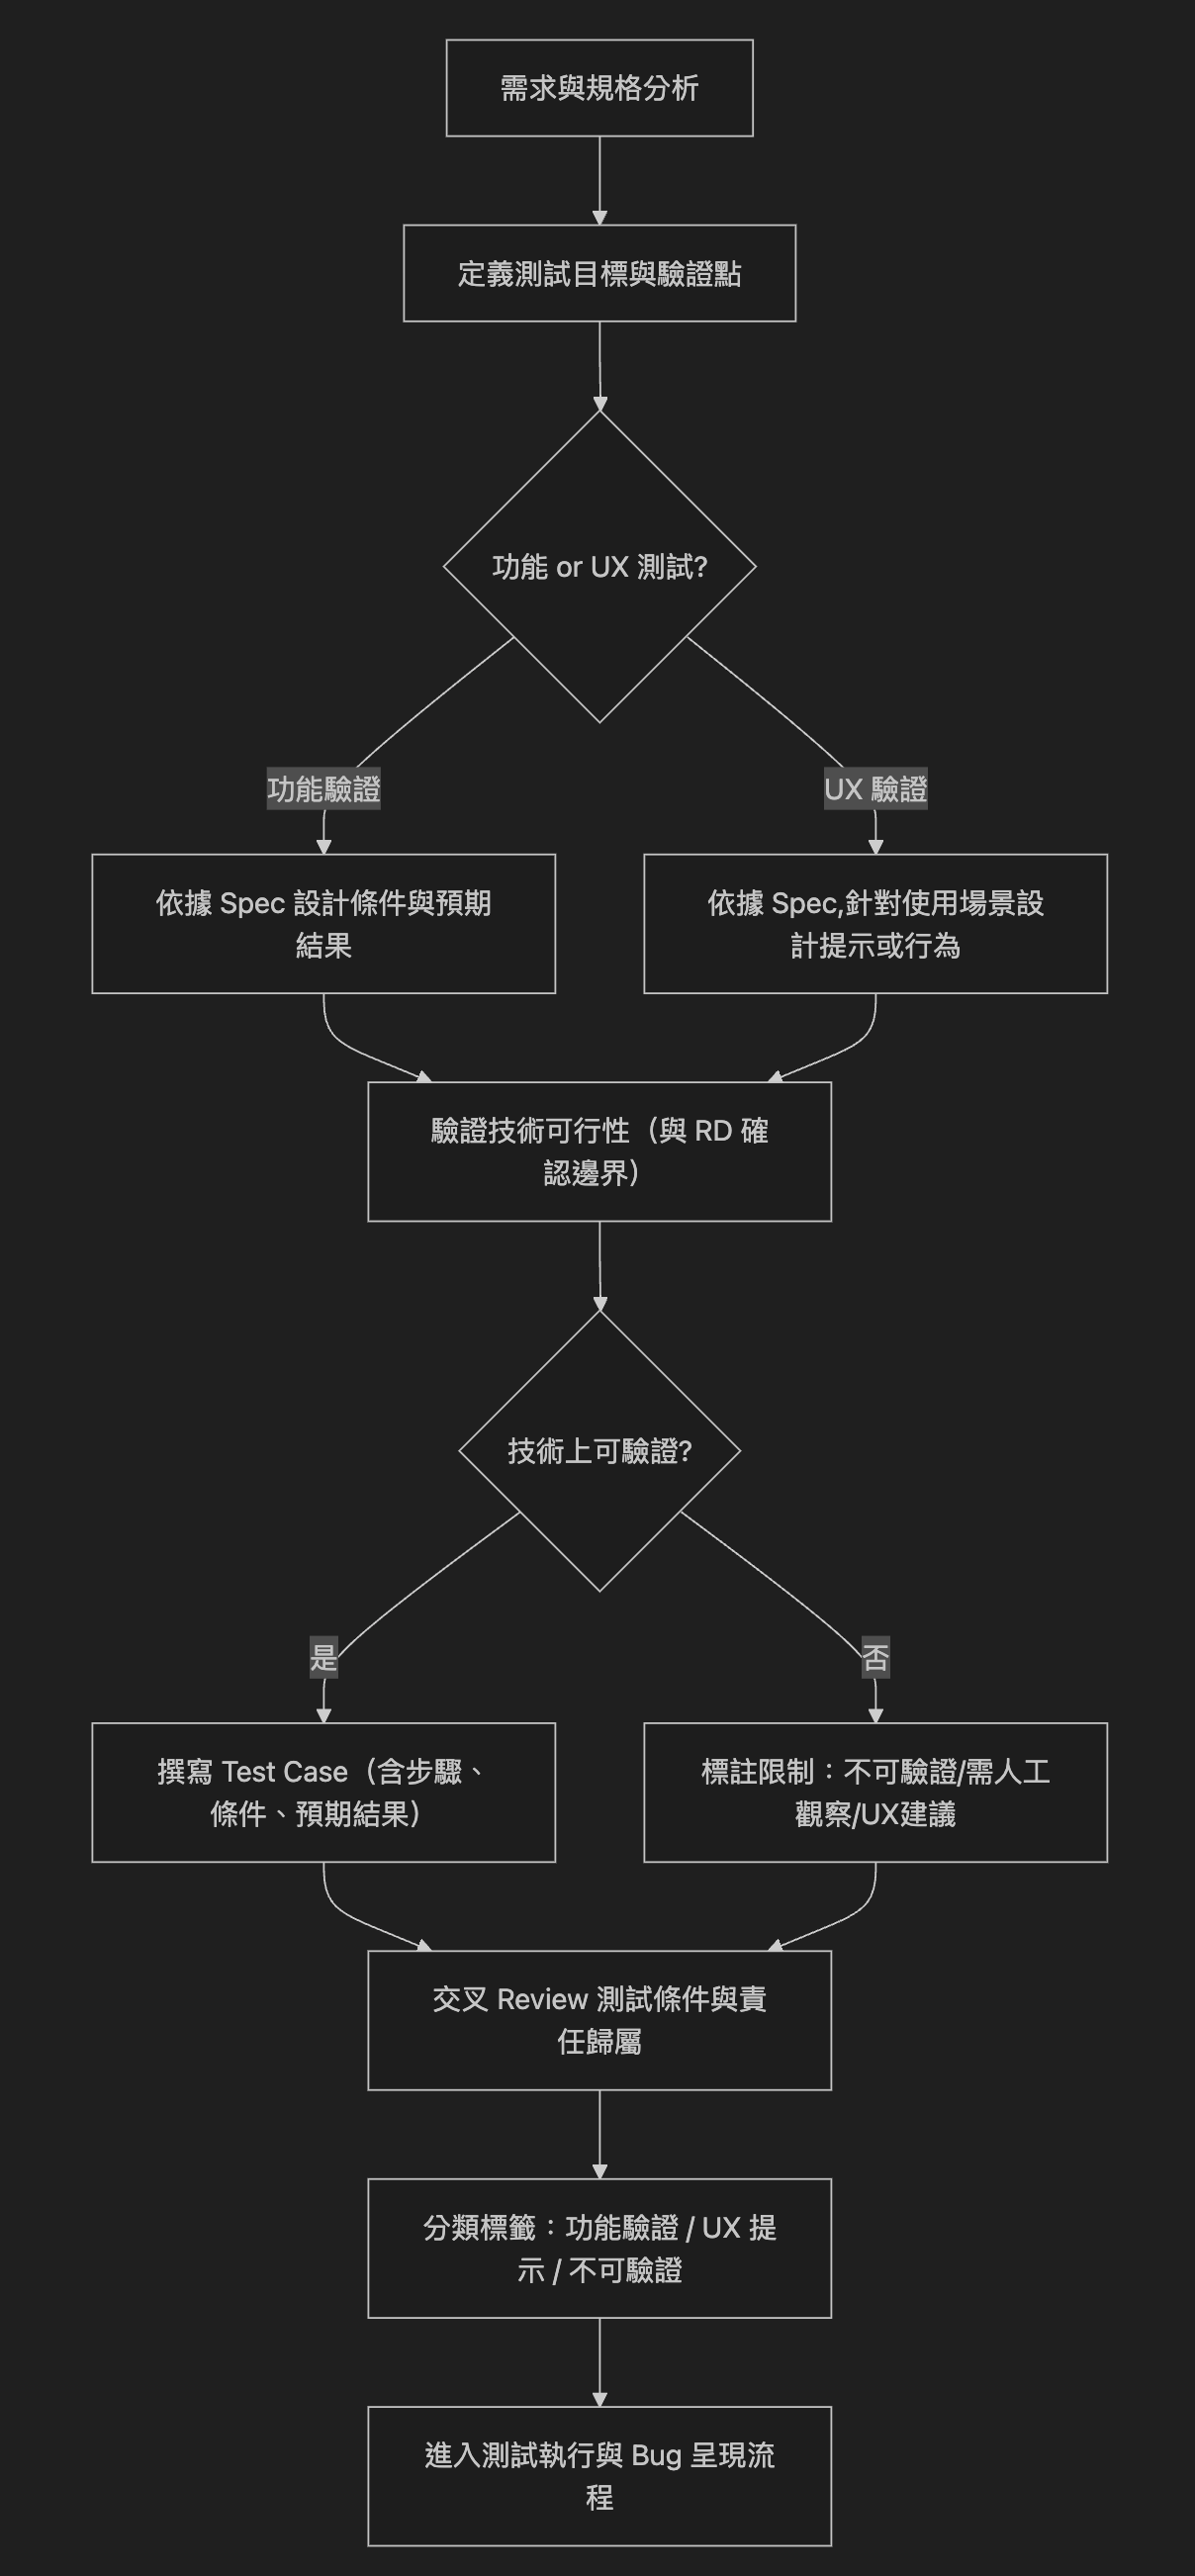 需求與規格分析
定義測試目標與驗證點
功能 or UX 測試?
功能驗證
UX 驗證
依據 Spec 設計條件與預期
結果
依據 Spec,針對使用場景設
計提示或行為
驗證技術可行性（與 RD 確
認邊界）
技術上可驗證?
是
否
撰寫 Test Case（含步驟、
條件、預期結果）
標註限制：不可驗證/需人工
觀察/UX建議
交叉 Review 測試條件與責
任歸屬
分類標籤：功能驗證 / UX 提
示 / 不可驗證
進入測試執行與 Bug 呈現流
程